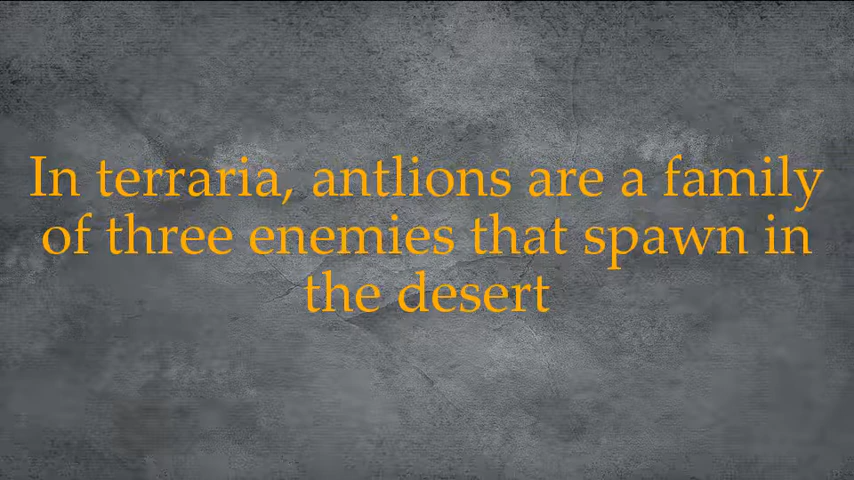 In terraria, antlions are a family
of three enemies that spawn in
the desert